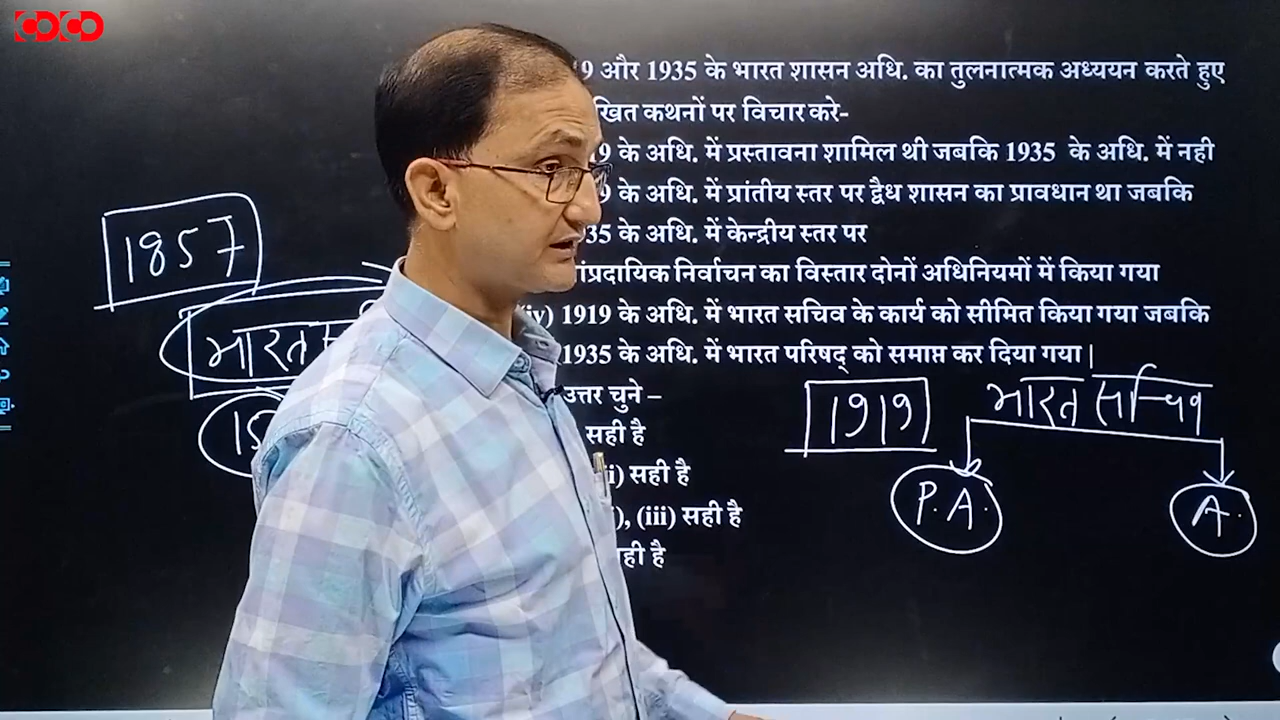 COCO
9 और 1935 के भारत शासन अधि. का तुलनात्मक अध्ययन करते हुए
खित कथनों पर विचार करे-
9 के अधि. में प्रस्तावना शामिल थी जबकि 1935 के अधि. में नही
9 के अधि. में प्रांतीय स्तर पर द्वैध शासन का प्रावधान था जबकि
35 के अधि. में केन्द्रीय स्तर पर
सांप्रदायिक निर्वाचन का विस्तार दोनों अधिनियमों में किया गया
(iv) 1919 के अधि. में भारत सचिव के कार्य को सीमित किया गया जबकि
1935 के अधि. में भारत परिषद् को समाप्त कर दिया गया |
उत्तर चुने –
सही है
i) सही है
), (iii) सही है
ही है
1857
भारत
1919
भारत सचिव
P.A.
A.